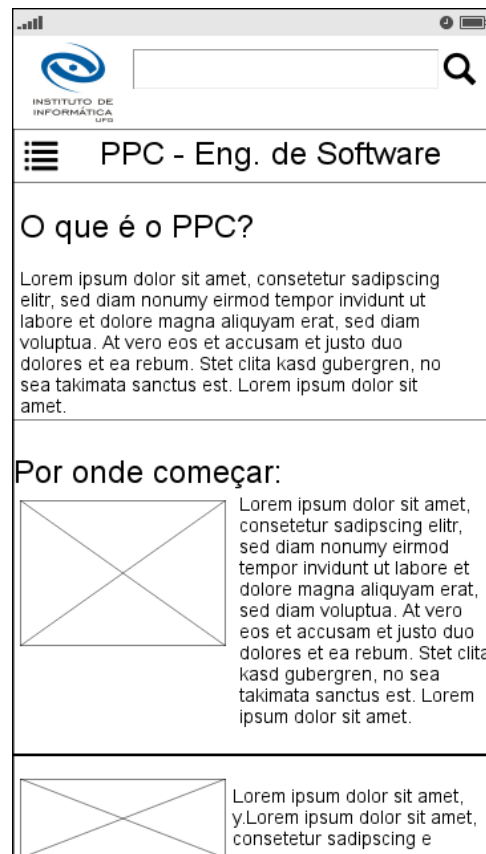 INSTITUTO DE
INFORMÁTICA
UFG
PPC - Eng. de Software
O que é o PPC?
Lorem ipsum dolor sit amet, consetetur sadipscing
elitr, sed diam nonumy eirmod tempor invidunt ut
labore et dolore magna aliquyam erat, sed diam
voluptua. At vero eos et accusam et justo duo
dolores et ea rebum. Stet clita kasd gubergren, no
sea takimata sanctus est. Lorem ipsum dolor sit
amet.
Por onde começar:
Lorem ipsum dolor sit amet,
consetetur sadipscing elitr,
sed diam nonumy eirmod
tempor invidunt ut labore et
dolore magna aliquyam erat,
sed diam voluptua. At vero
eos et accusam et justo duo
dolores et ea rebum. Stet clita
kasd gubergren, no sea
takimata sanctus est. Lorem
ipsum dolor sit amet.
Lorem ipsum dolor sit amet,
y.Lorem ipsum dolor sit amet,
consetetur sadipscing e